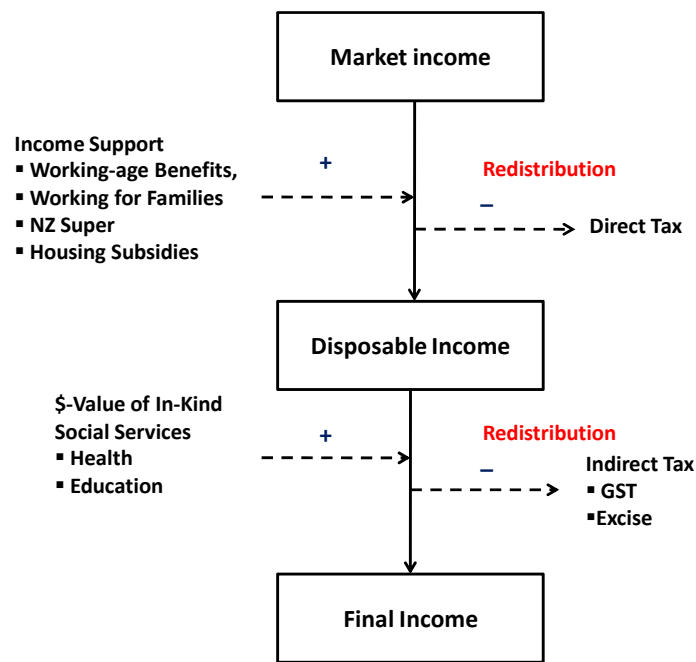 Market income
Income Support
▪ Working-age Benefits,
▪ Working for Families
▪ NZ Super
▪ Housing Subsidies
+
Redistribution
–
Direct Tax
Disposable Income
$-Value of In-Kind
Social Services
▪ Health
▪ Education
+
Redistribution
–
Indirect Tax
▪ GST
▪Excise
Final Income